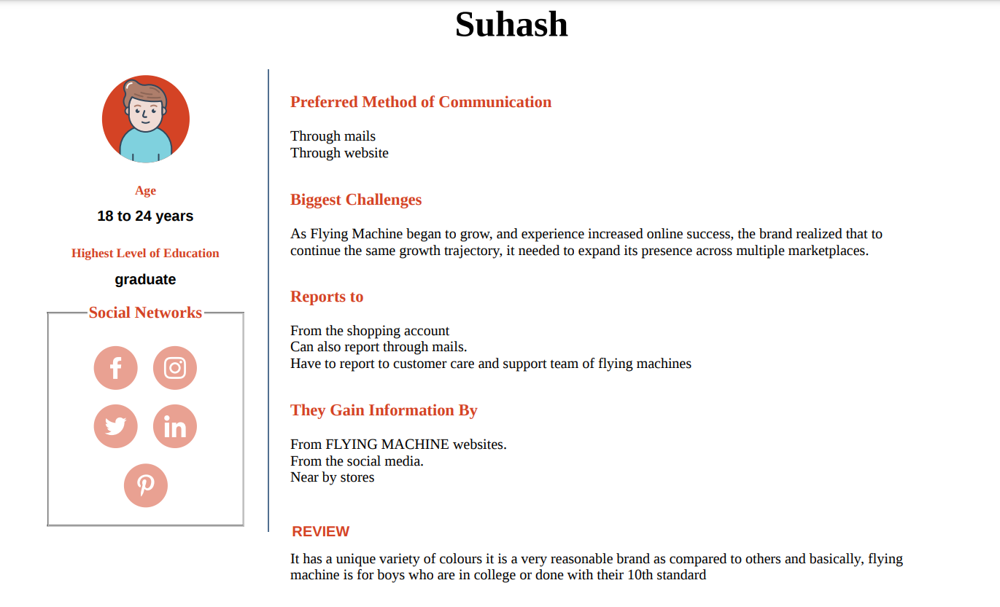 Suhash
Age
18 to 24 years
Highest Level of Education
graduate
Social Networks
Preferred Method of Communication
Through mails
Through website
Biggest Challenges
As Flying Machine began to grow, and experience increased online success, the brand realized that to
continue the same growth trajectory, it needed to expand its presence across multiple marketplaces.
Reports to
From the shopping account
Can also report through mails.
Have to report to customer care and support team of flying machines
They Gain Information By
From FLYING MACHINE websites.
From the social media.
Near by stores
REVIEW
It has a unique variety of colours it is a very reasonable brand as compared to others and basically, flying
machine is for boys who are in college or done with their 10th standard